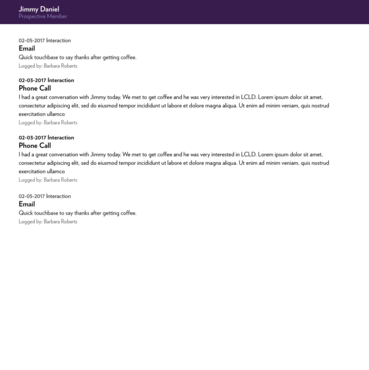 Jimmy Daniel
Prospective Member
02-05-2017 Interaction
Email
Quick touchbase to say thanks after getting coffee.
Logged by: Barbara Roberts
02-03-2017 Interaction
Phone Call
I had a great conversation with Jimmy today. We met to get coffee and he was very interested in LCLD. Lorem ipsum dolor sit amet,
consectetur adipiscing elit, sed do eiusmod tempor incididunt ut labore et dolore magna aliqua. Ut enim ad minim veniam, quis nostrud
exercitation ullamco
Logged by: Barbara Roberts
02-03-2017 Interaction
Phone Call
I had a great conversation with Jimmy today. We met to get coffee and he was very interested in LCLD. Lorem ipsum dolor sit amet,
consectetur adipiscing elit, sed do eiusmod tempor incididunt ut labore et dolore magna aliqua. Ut enim ad minim veniam, quis nostrud
exercitation ullamco
Logged by: Barbara Roberts
02-05-2017 Interaction
Email
Quick touchbase to say thanks after getting coffee.
Logged by: Barbara Roberts